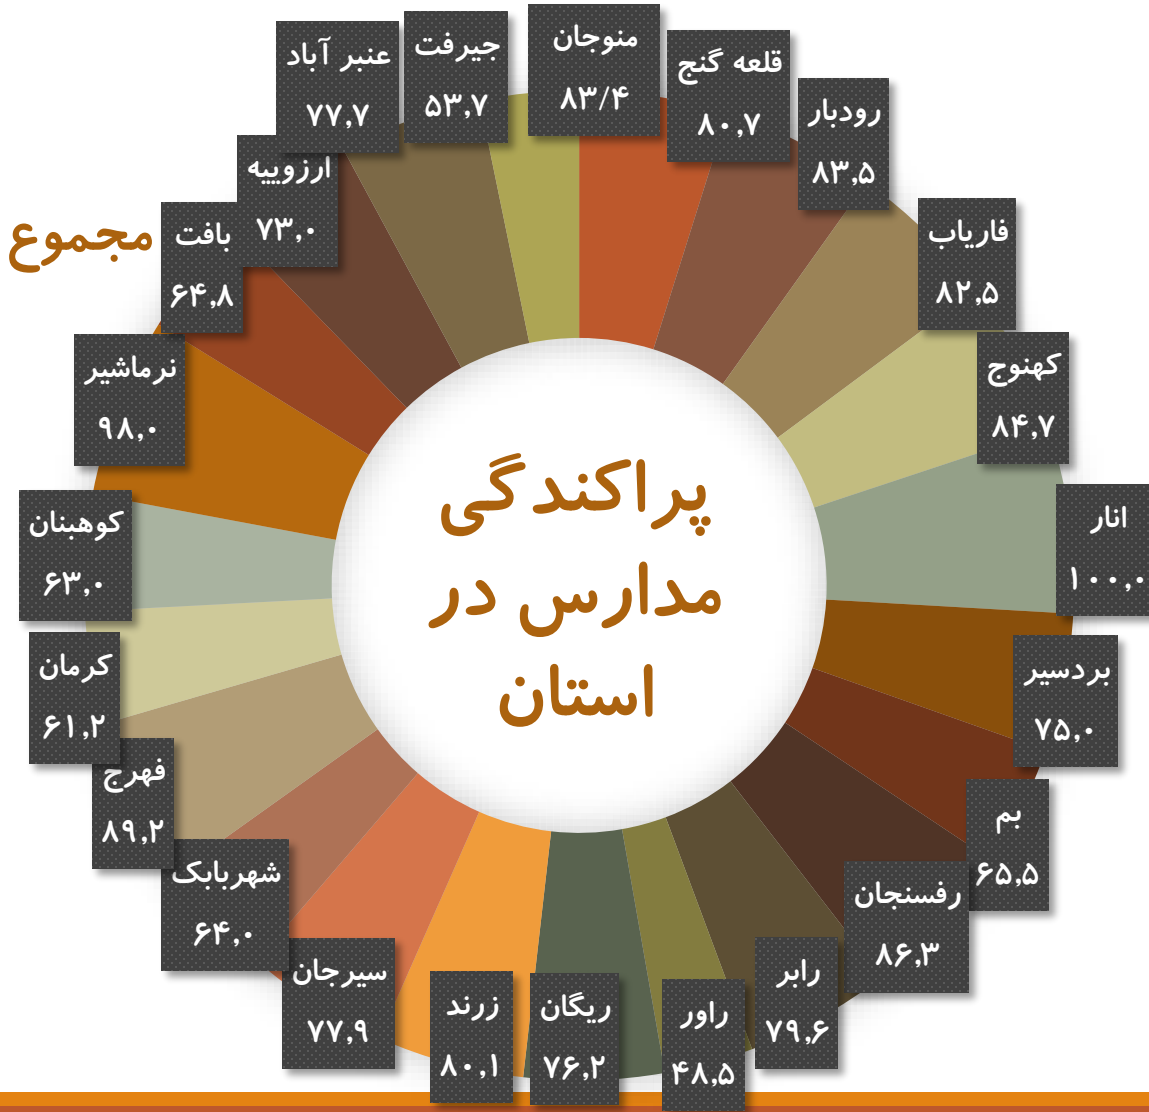 مجموع
پراکندگی
مدارس در
استان
منوجان
۸۳/۴
قلعه گنج
۸۰,۷
رودبار
۸۳,۵
فاریاب
۸۲,۵
کهنوج
۸۴,۷
انار
۱۰۰,۰
بردسیر
۷۵,۰
بم
۶۵,۵
رفسنجان
۸۶,۳
رابر
۷۹,۶
راور
۴۸,۵
ریگان
۷۶,۲
زرند
۸۰,۱
سیرجان
۷۷,۹
شهربابک
۶۴,۰
فهرج
۸۹,۲
کرمان
۶۱,۲
کوهبنان
۶۳,۰
نرماشیر
۹۸,۰
بافت
۶۴,۸
ارزوییه
۷۳,۰
عنبر آباد
۷۷,۷
جیرفت
۵۳,۷